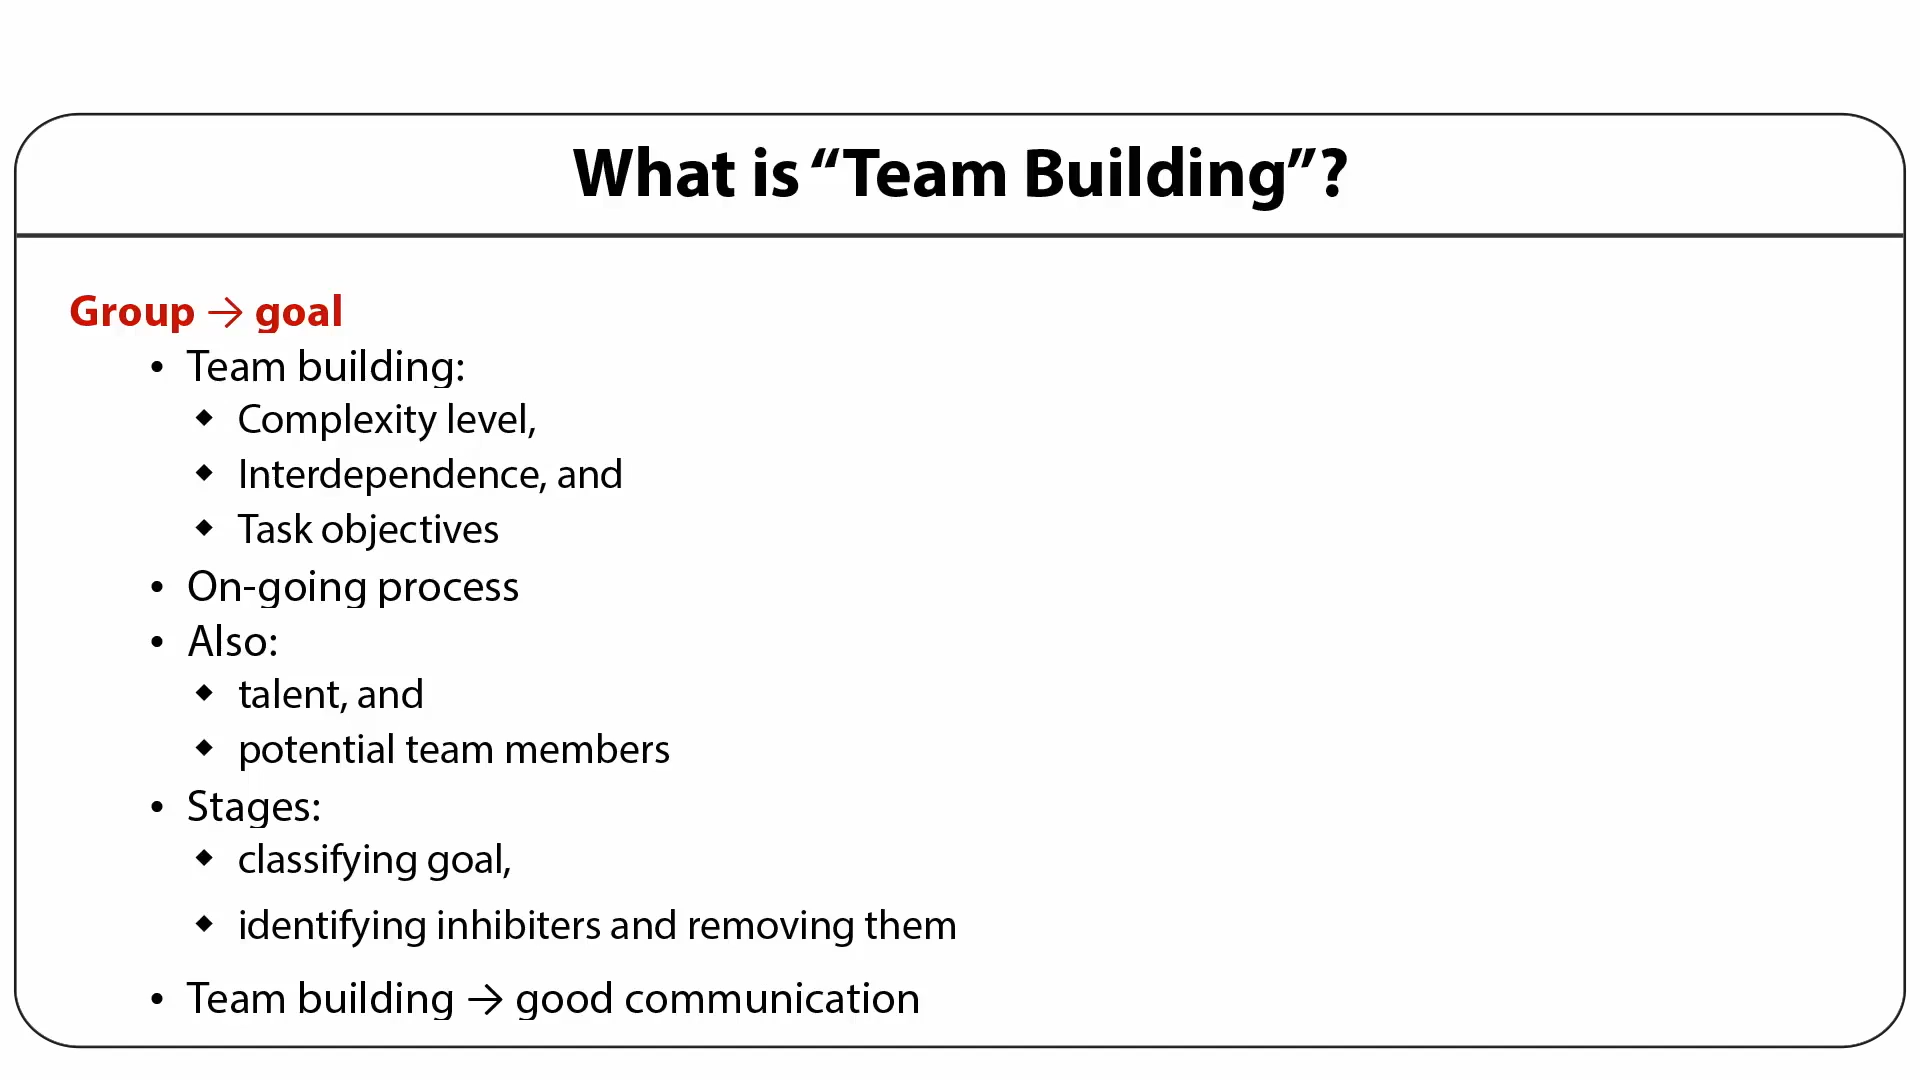 What is “Team Building”?
Group → goal
• Team building:
◆ Complexity level,
◆ Interdependence, and
◆ Task objectives
• On-going process
• Also:
◆ talent, and
◆ potential team members
• Stages:
◆ classifying goal,
◆ identifying inhibiters and removing them
• Team building → good communication